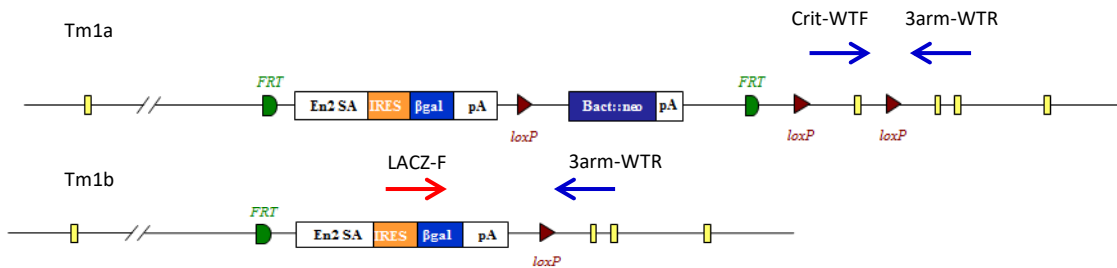 Crit-WTF 3arm-WTR
Tm1a
FRT FRT
En2 SA IRES βgal pA Bact::neo pA
loxP loxP loxP
LACZ-F 3arm-WTR
Tm1b
FRT
En2 SA IRES βgal pA
loxP